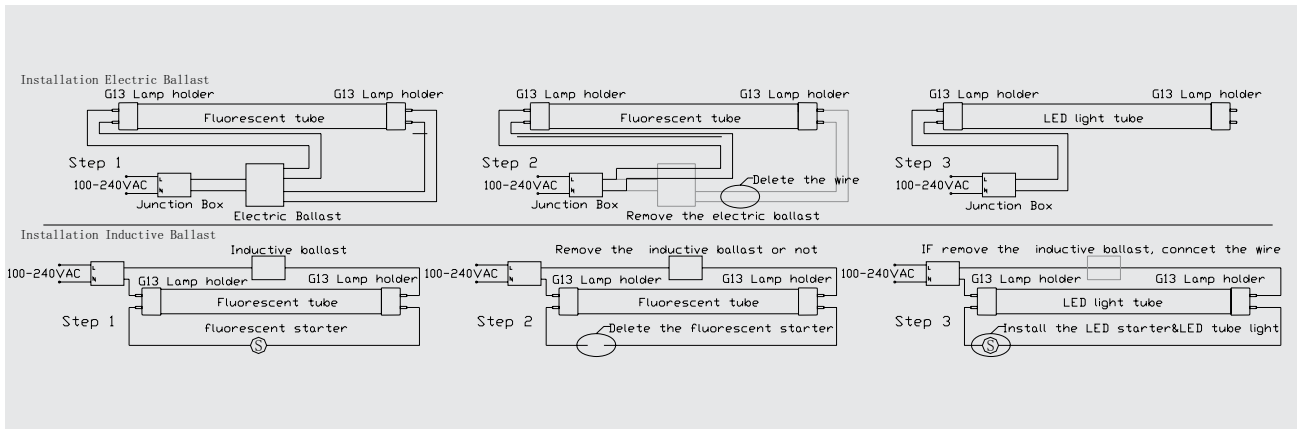 Installation Electric Ballast
G13 Lamp holder
G13 Lamp holder
Fluorescent tube
Step 1
100-240VAC
L
N
Junction Box
Electric Ballast
G13 Lamp holder
G13 Lamp holder
Fluorescent tube
Step 2
100-240VAC
L
N
Junction Box
Delete the wire
Remove the electric ballast
G13 Lamp holder
G13 Lamp holder
LED light tube
Step 3
100-240VAC
L
N
Junction Box
Installation Inductive Ballast
Inductive ballast
100-240VAC
L
N
G13 Lamp holder
G13 Lamp holder
Fluorescent tube
Step 1
fluorescent starter
S
Remove the inductive ballast or not
100-240VAC
L
N
G13 Lamp holder
G13 Lamp holder
Fluorescent tube
Step 2
Delete the fluorescent starter
IF remove the inductive ballast, conncet the wire
100-240VAC
L
N
G13 Lamp holder
G13 Lamp holder
LED light tube
Step 3
Install the LED starter&LED tube light
S